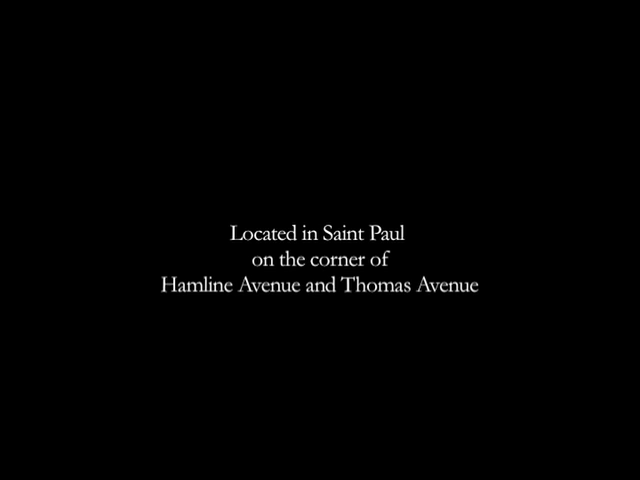 Located in Saint Paul
on the corner of
Hamline Avenue and Thomas Avenue